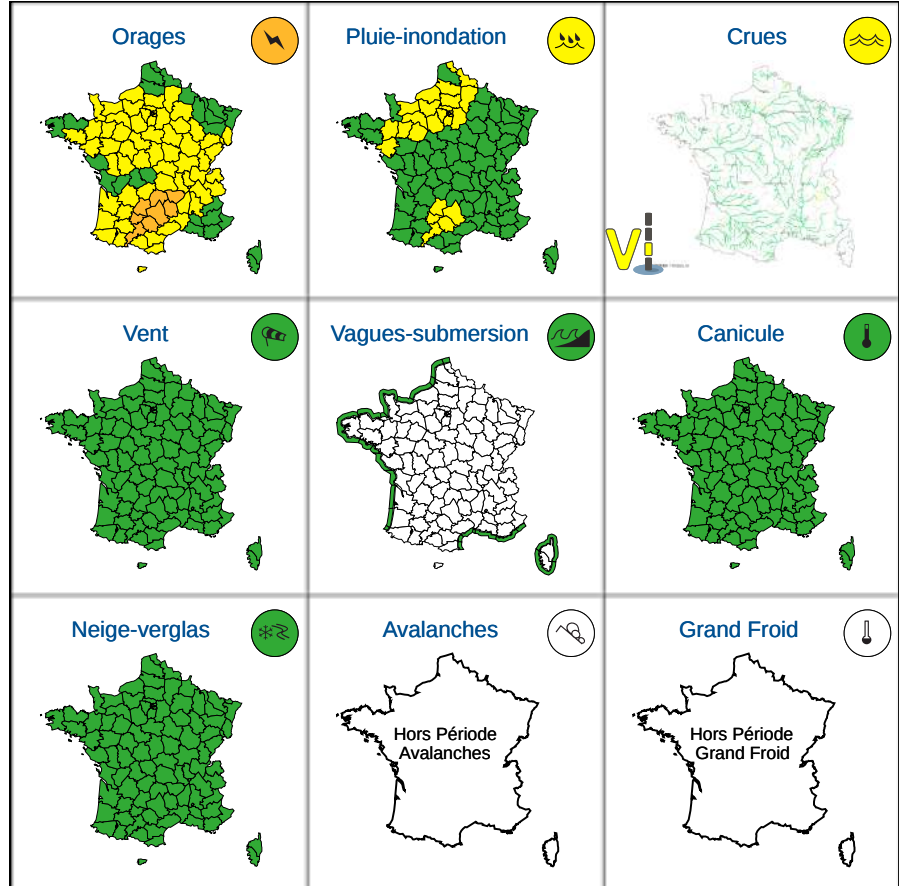 Orages
Pluie-inondation
Crues
Vent
Vagues-submersion
Canicule
Neige-verglas
Avalanches
Grand Froid
Hors Période
Avalanches
Hors Période
Grand Froid